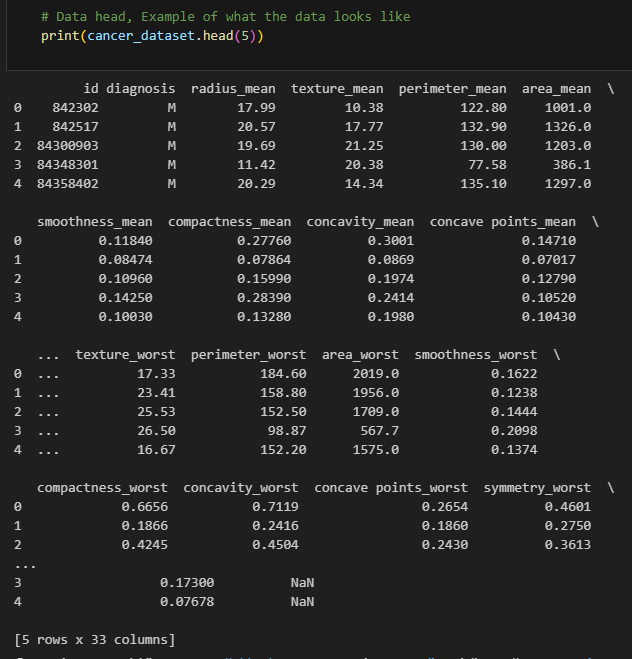 # Data head, Example of what the data looks like
print(cancer_dataset.head(5))
id diagnosis radius_mean texture_mean perimeter_mean area_mean \
0 842302 M 17.99 10.38 122.80 1001.0
1 842517 M 20.57 17.77 132.90 1326.0
2 84300903 M 19.69 21.25 130.00 1203.0
3 84348301 M 11.42 20.38 77.58 386.1
4 84358402 M 20.29 14.34 135.10 1297.0
smoothness_mean compactness_mean concavity_mean concave points_mean \
0 0.11840 0.27760 0.3001 0.14710
1 0.08474 0.07864 0.0869 0.07017
2 0.10960 0.15990 0.1974 0.12790
3 0.14250 0.28390 0.2414 0.10520
4 0.10030 0.13280 0.1980 0.10430
... texture_worst perimeter_worst area_worst smoothness_worst \
0 ... 17.33 184.60 2019.0 0.1622
1 ... 23.41 158.80 1956.0 0.1238
2 ... 25.53 152.50 1709.0 0.1444
3 ... 26.50 98.87 567.7 0.2098
4 ... 16.67 152.20 1575.0 0.1374
compactness_worst concavity_worst concave points_worst symmetry_worst \
0 0.6656 0.7119 0.2654 0.4601
1 0.1866 0.2416 0.1860 0.2750
2 0.4245 0.4504 0.2430 0.3613
...
3 0.17300 NaN
4 0.07678 NaN
[5 rows x 33 columns]